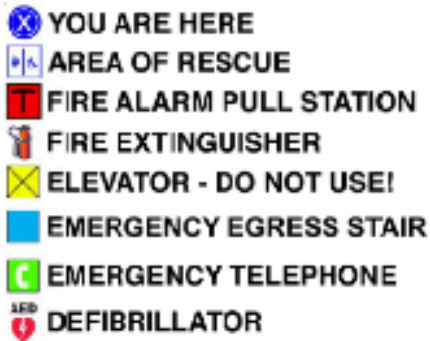 X YOU ARE HERE
AREA OF RESCUE
T FIRE ALARM PULL STATION
FIRE EXTINGUISHER
ELEVATOR - DO NOT USE!
EMERGENCY EGRESS STAIR
EMERGENCY TELEPHONE
AED DEFIBRILLATOR